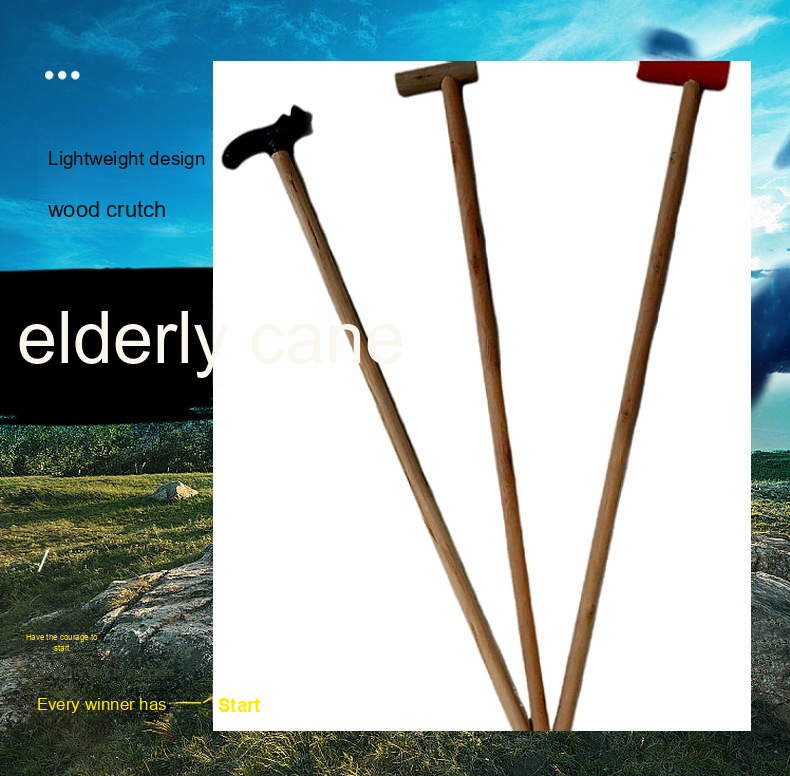 Lightweight design
wood crutch
elderly cane
Have the courage to
start
Every winner has
Start